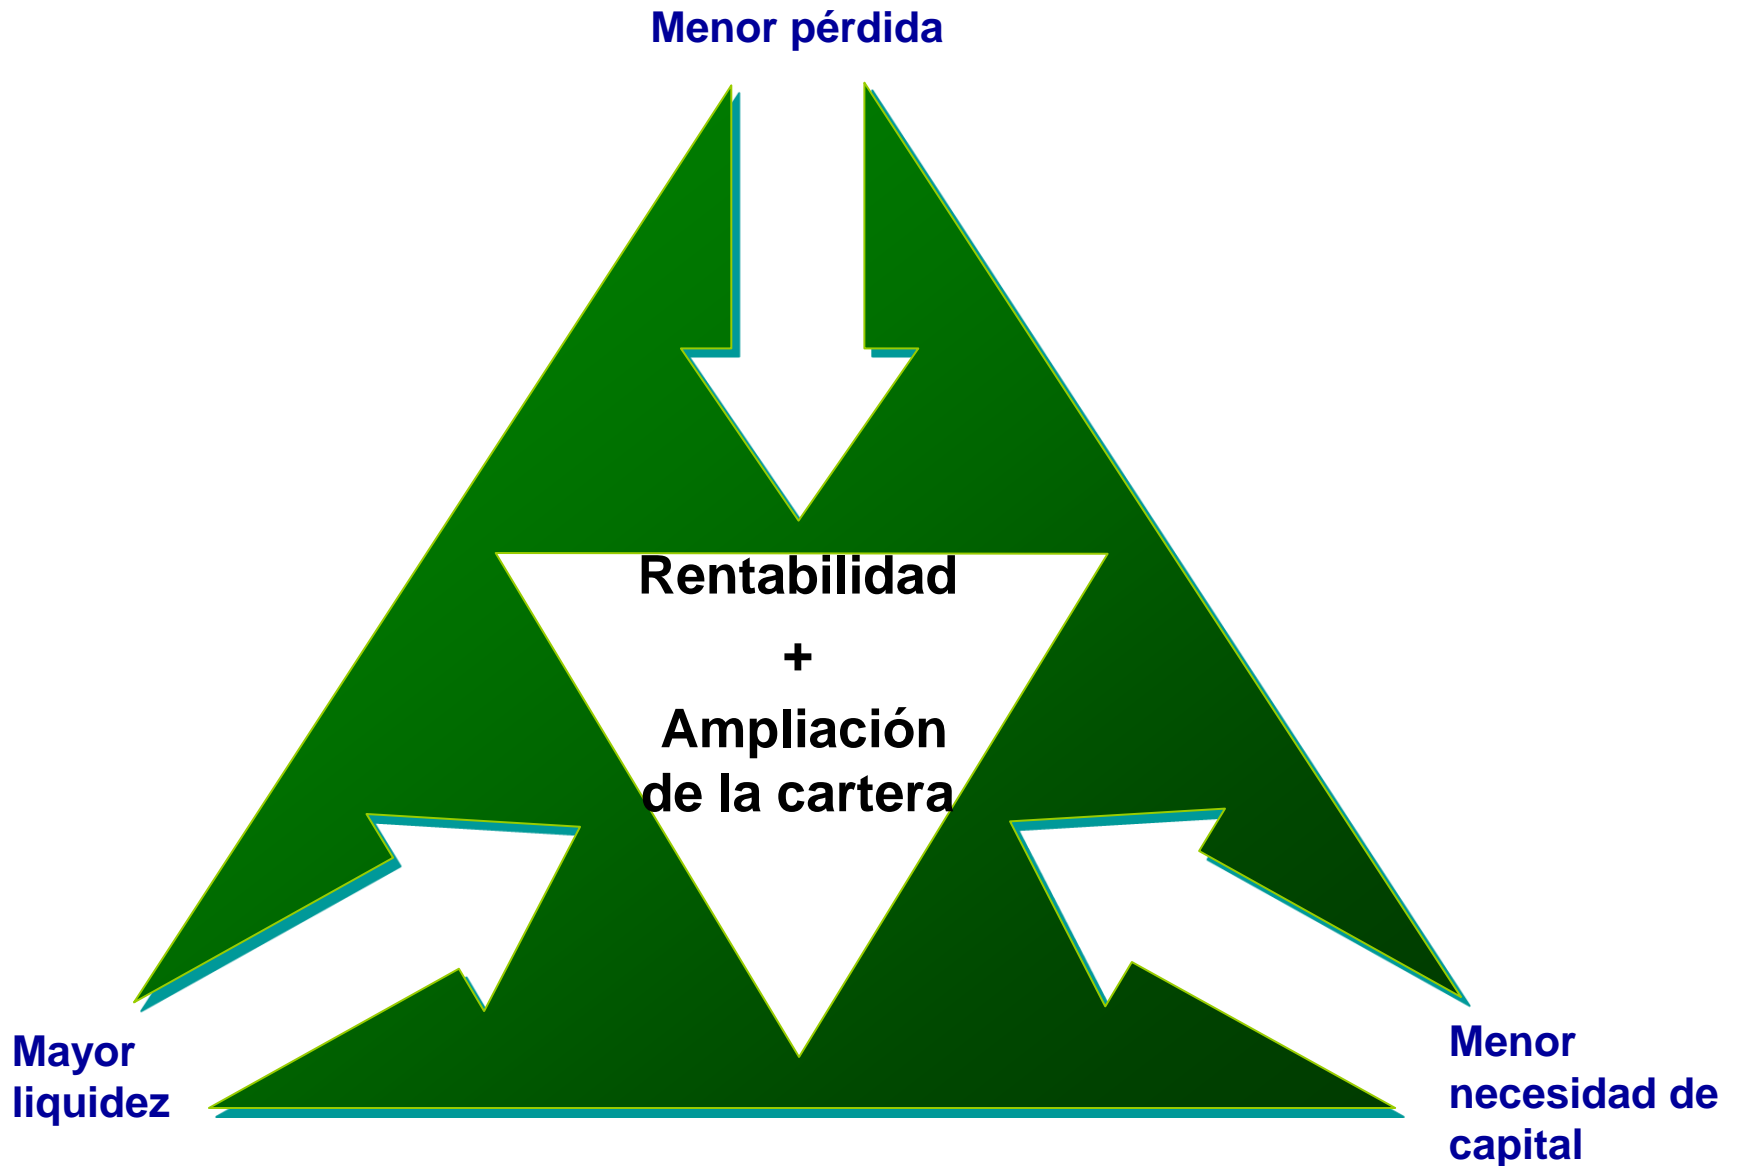 Menor pérdida
Rentabilidad
+
Ampliación
de la cartera
Mayor
liquidez
Menor
necesidad de
capital